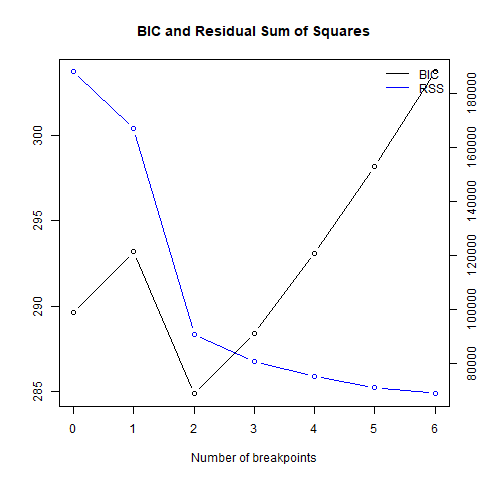 BIC and Residual Sum of Squares
BIC
RSS
300
295
290
285
180000
160000
140000
120000
100000
80000
0 1 2 3 4 5 6
Number of breakpoints